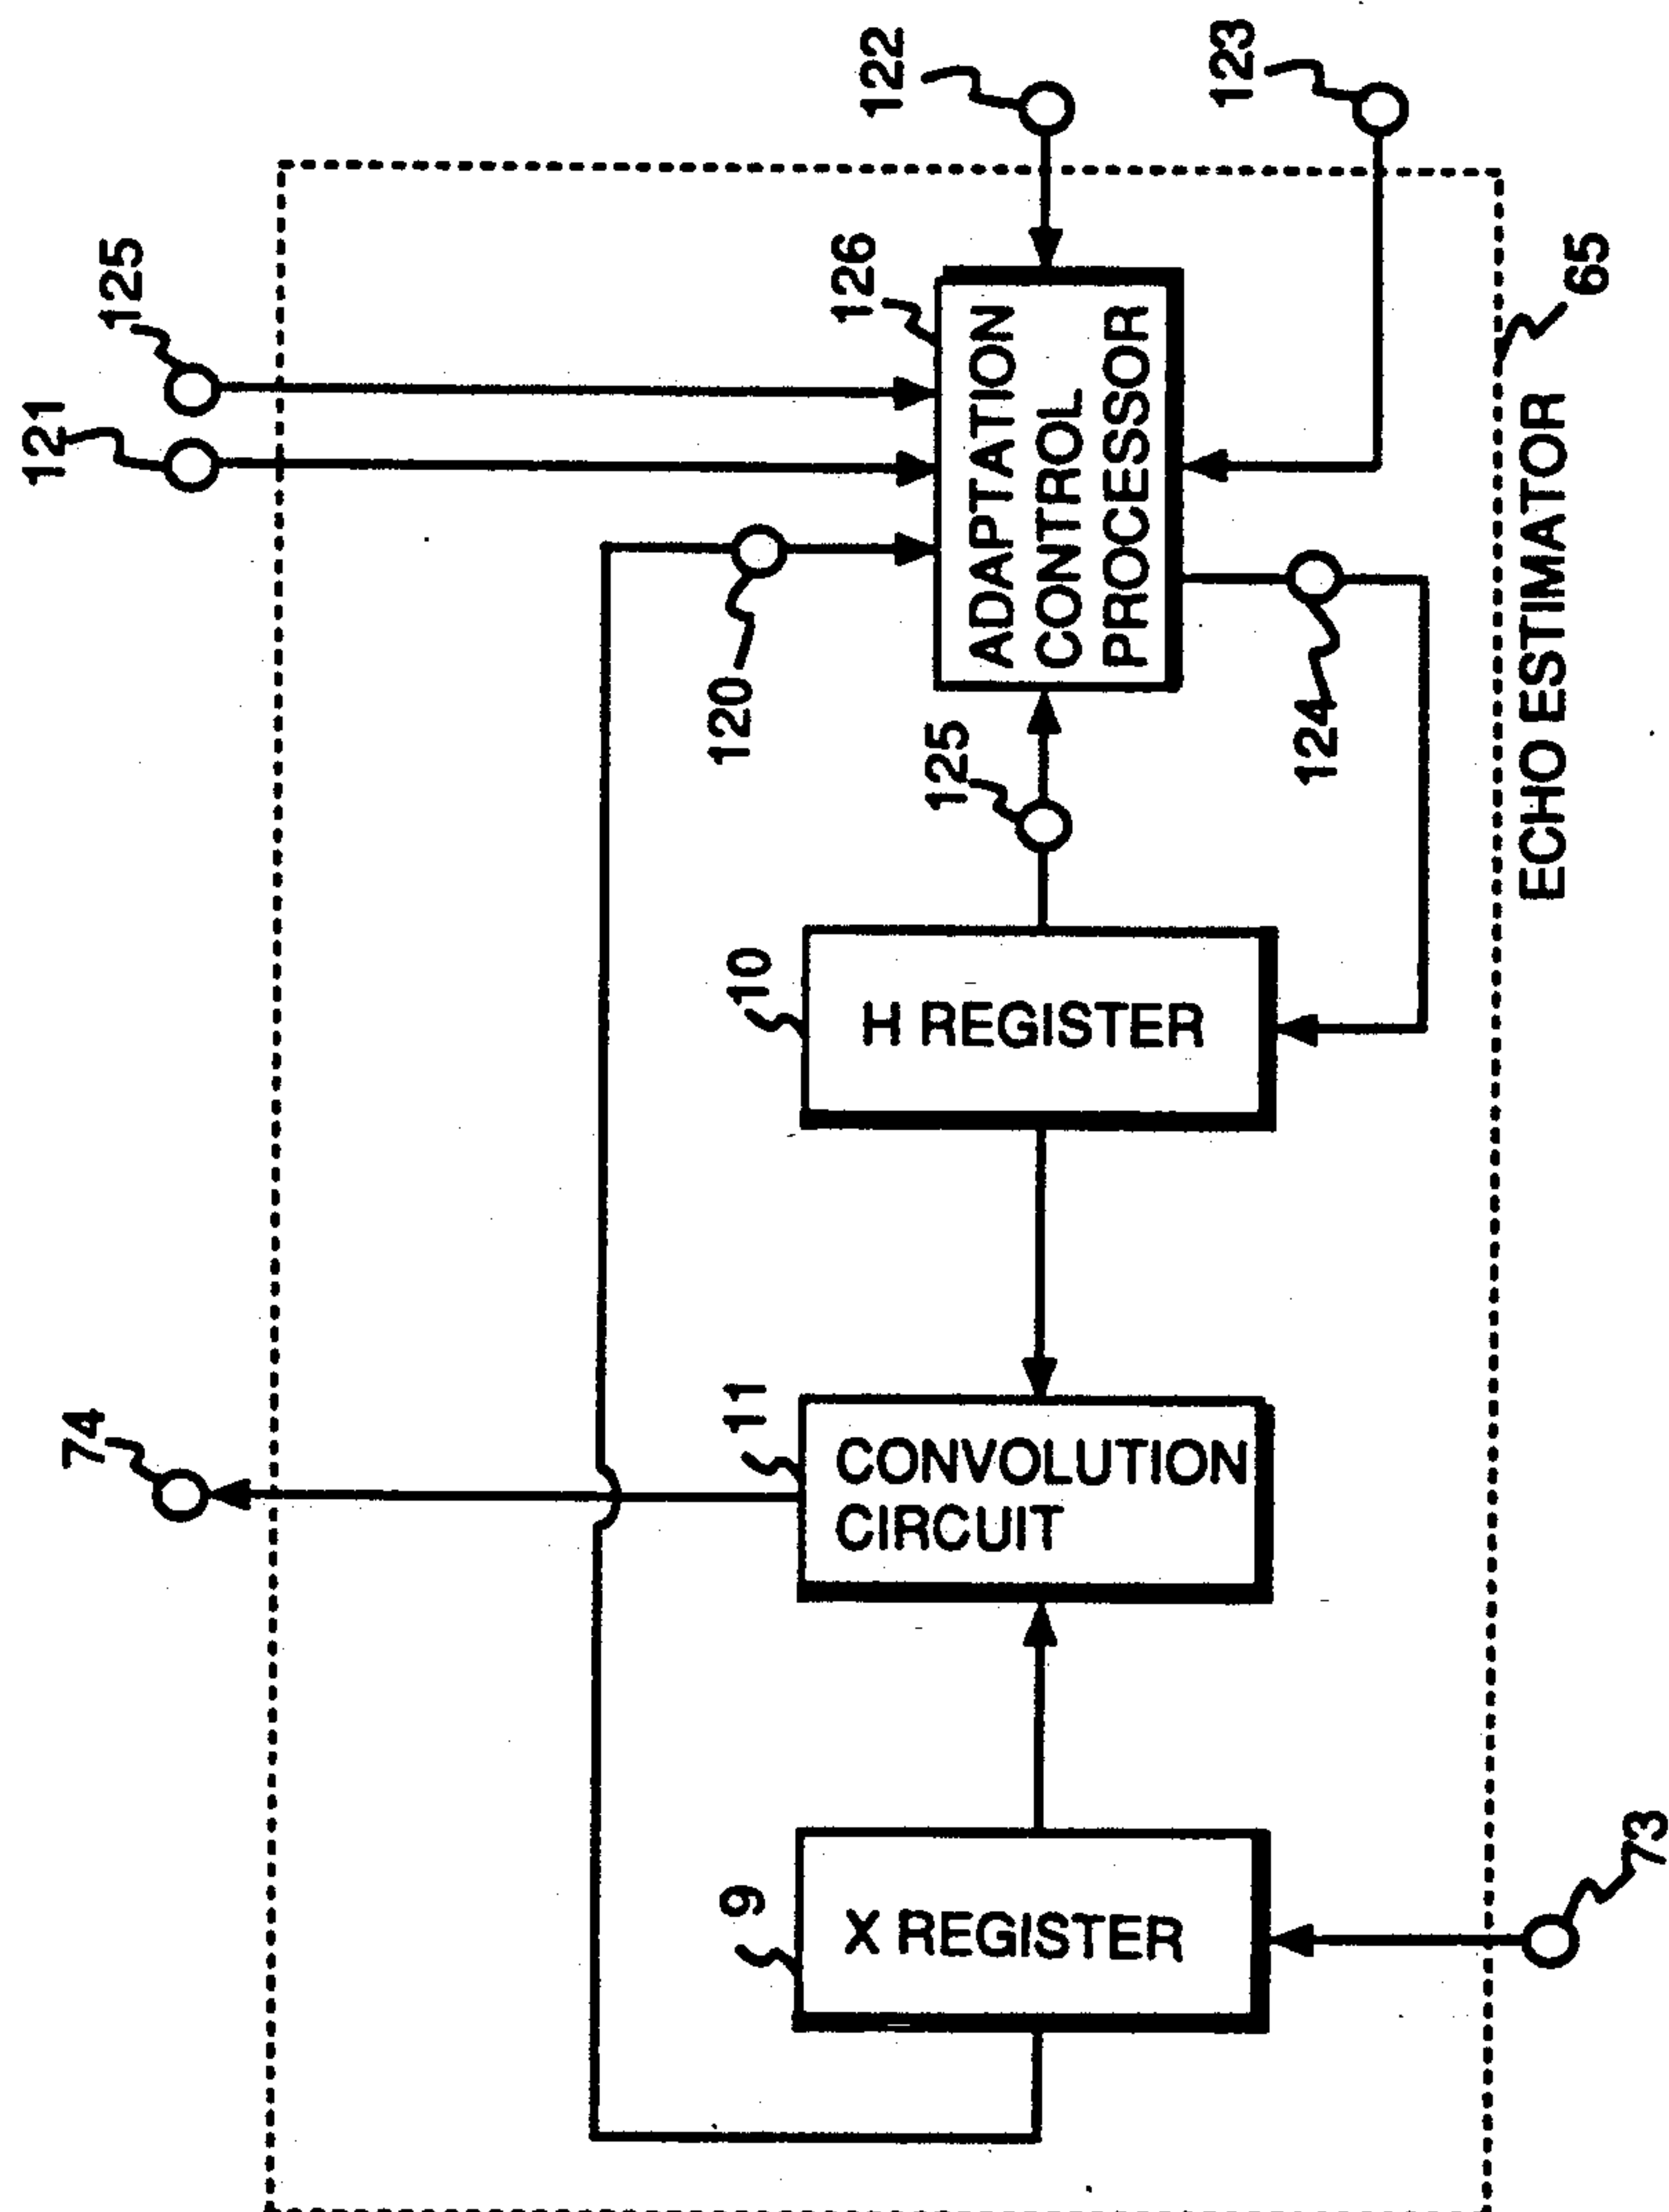 121
125
122
123
74
120
126
ADAPTATION
CONTROL
PROCESSOR
125
124
10
H REGISTER
11
CONVOLUTION
CIRCUIT
9
X REGISTER
73
65
ECHO ESTIMATOR